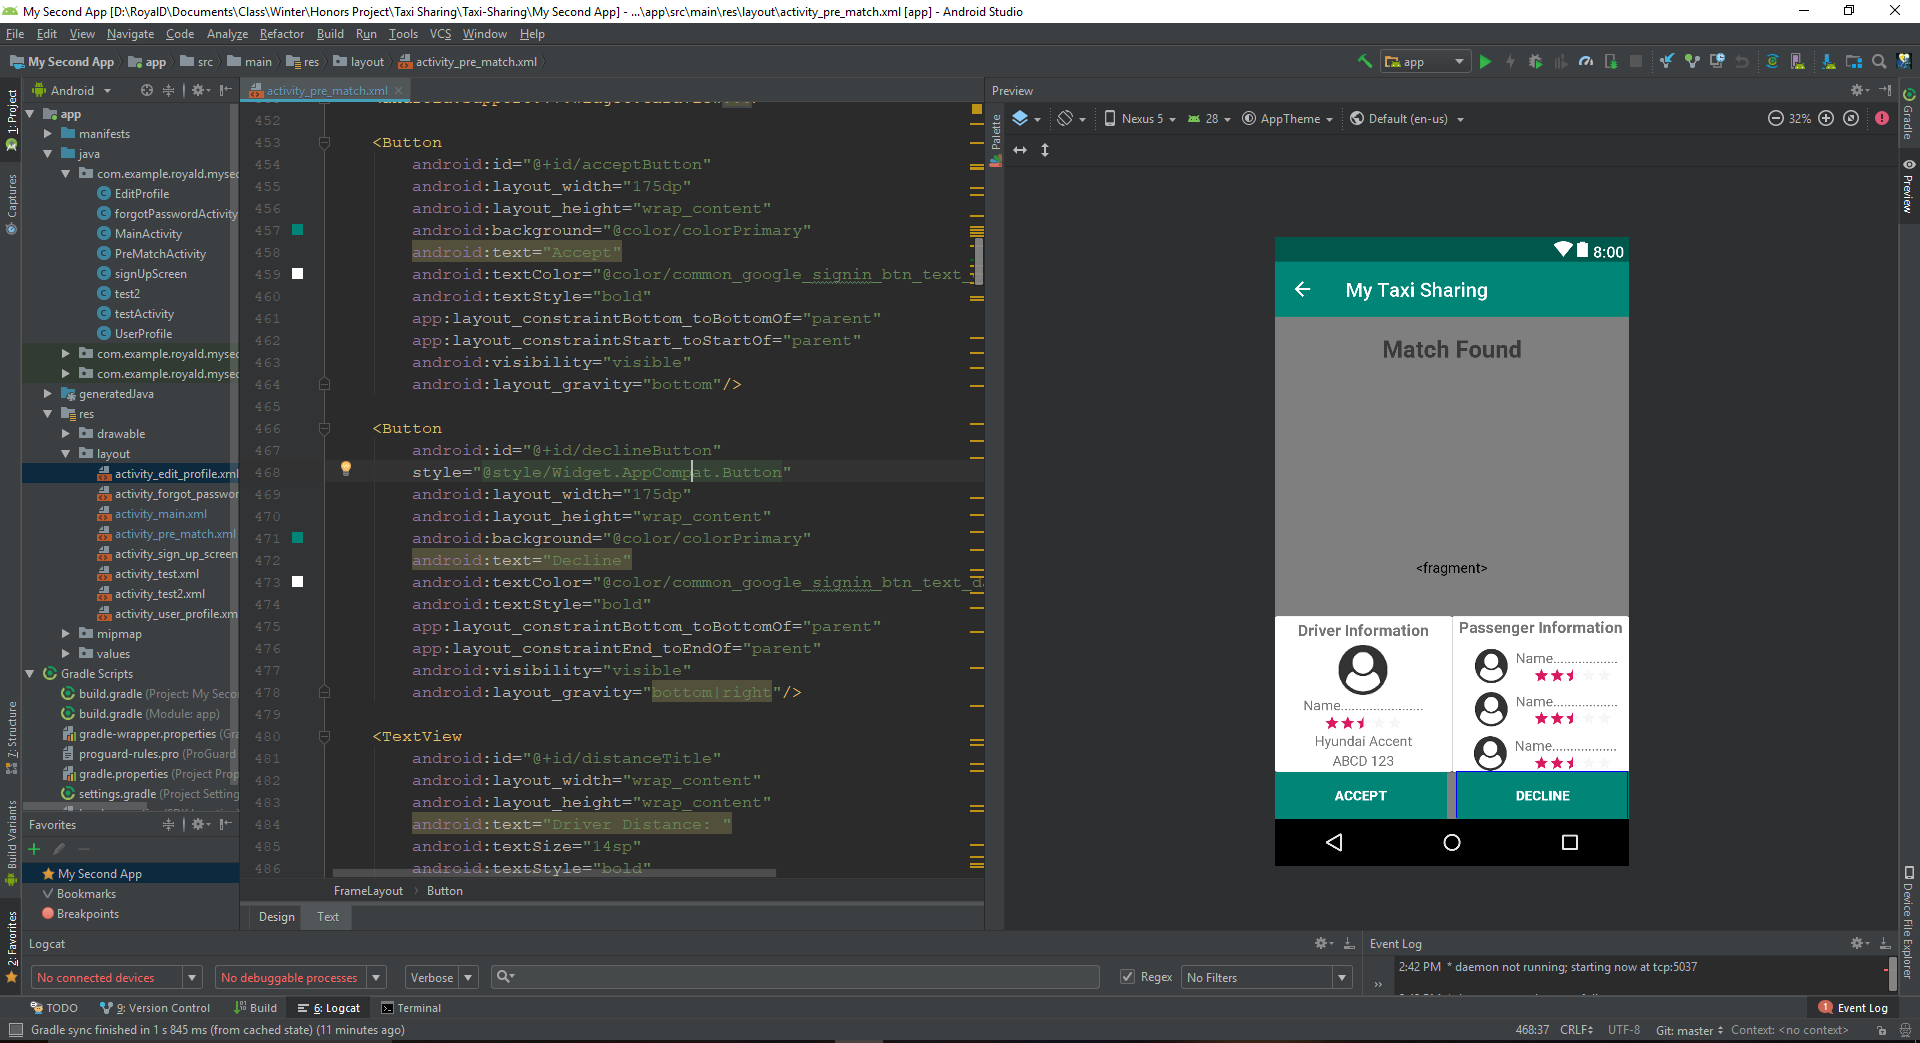 My Second App [D:\RoyalD\Documents\Class\Winter\Honors Project\Taxi Sharing\Taxi-Sharing\My Second App] - ...\app\src\main\res\layout\activity_pre_match.xml [app] - Android Studio
File Edit View Navigate Code Analyze Refactor Build Run Tools VCS Window Help
My Second App app src main res layout activity_pre_match.xml
app
Android
activity_pre_match.xml
Preview
1: Project
Captures
7: Structure
Build Variants
2: Favorites
app
manifests
java
com.example.royald.mysec
EditProfile
forgotPasswordActivity
MainActivity
PreMatchActivity
signUpScreen
test2
testActivity
UserProfile
com.example.royald.mysec
com.example.royald.mysec
generatedJava
res
drawable
layout
activity_edit_profile.xml
activity_forgot_passwor
activity_main.xml
activity_pre_match.xml
activity_sign_up_screen
activity_test.xml
activity_test2.xml
activity_user_profile.xm
mipmap
values
Gradle Scripts
build.gradle (Project: My Seco
build.gradle (Module: app)
gradle-wrapper.properties (Gra
proguard-rules.pro (ProGuard
gradle.properties (Project Prop
settings.gradle (Project Setting
Favorites
My Second App
Bookmarks
Breakpoints
452
453 <Button
454 android:id="@+id/acceptButton"
455 android:layout_width="175dp"
456 android:layout_height="wrap_content"
457 android:background="@color/colorPrimary"
458 android:text="Accept"
459 android:textColor="@color/common_google_signin_btn_text_
460 android:textStyle="bold"
461 app:layout_constraintBottom_toBottomOf="parent"
462 app:layout_constraintStart_toStartOf="parent"
463 android:visibility="visible"
464 android:layout_gravity="bottom"/>
465
466 <Button
467 android:id="@+id/declineButton"
468 style="@style/Widget.AppCompat.Button"
469 android:layout_width="175dp"
470 android:layout_height="wrap_content"
471 android:background="@color/colorPrimary"
472 android:text="Decline"
473 android:textColor="@color/common_google_signin_btn_text_d
474 android:textStyle="bold"
475 app:layout_constraintBottom_toBottomOf="parent"
476 app:layout_constraintEnd_toEndOf="parent"
477 android:visibility="visible"
478 android:layout_gravity="bottom|right"/>
479
480 <TextView
481 android:id="@+id/distanceTitle"
482 android:layout_width="wrap_content"
483 android:layout_height="wrap_content"
484 android:text="Driver Distance: "
485 android:textSize="14sp"
486 android:textStyle="bold"
FrameLayout Button
Design Text
Palette
Nexus 5 28 AppTheme Default (en-us) 32%
8:00
My Taxi Sharing
Match Found
<fragment>
Driver Information
Name.......................
Hyundai Accent
ABCD 123
Passenger Information
Name..................
Name..................
Name..................
ACCEPT DECLINE
Gradle
Preview
Device File Explorer
Logcat
No connected devices No debuggable processes Verbose Regex No Filters
Event Log
2:42 PM * daemon not running; starting now at tcp:5037
TODO 9: Version Control Build 6: Logcat Terminal 1 Event Log
Gradle sync finished in 1 s 845 ms (from cached state) (11 minutes ago) 468:37 CRLF UTF-8 Git: master Context: <no context>